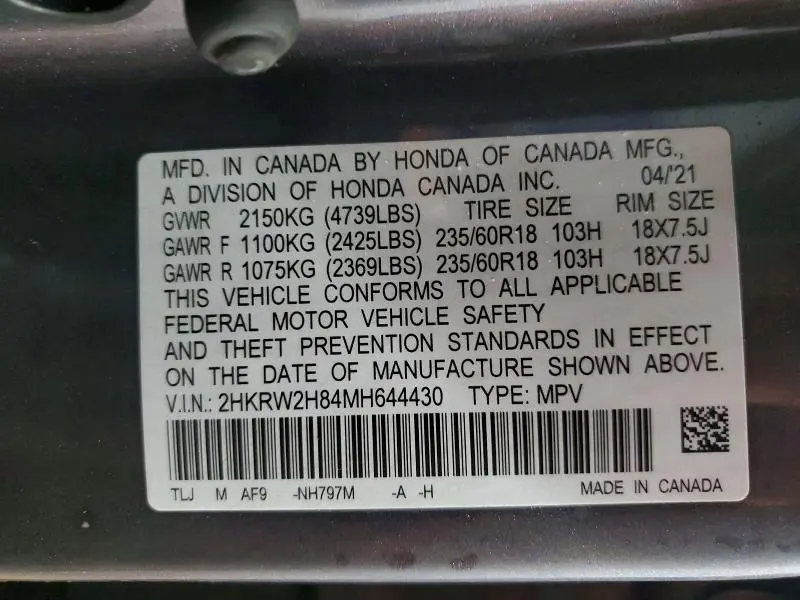 MFD. IN CANADA BY HONDA OF CANADA MFG.,
A DIVISION OF HONDA CANADA INC. 04/'21
GVWR 2150KG (4739LBS) TIRE SIZE RIM SIZE
GAWR F 1100KG (2425LBS) 235/60R18 103H 18X7.5J
GAWR R 1075KG (2369LBS) 235/60R18 103H 18X7.5J
THIS VEHICLE CONFORMS TO ALL APPLICABLE
FEDERAL MOTOR VEHICLE SAFETY
AND THEFT PREVENTION STANDARDS IN EFFECT
ON THE DATE OF MANUFACTURE SHOWN ABOVE.
V.I.N.: 2HKRW2H84MH644430 TYPE: MPV
TLJ M AF9 -NH797M -A -H MADE IN CANADA